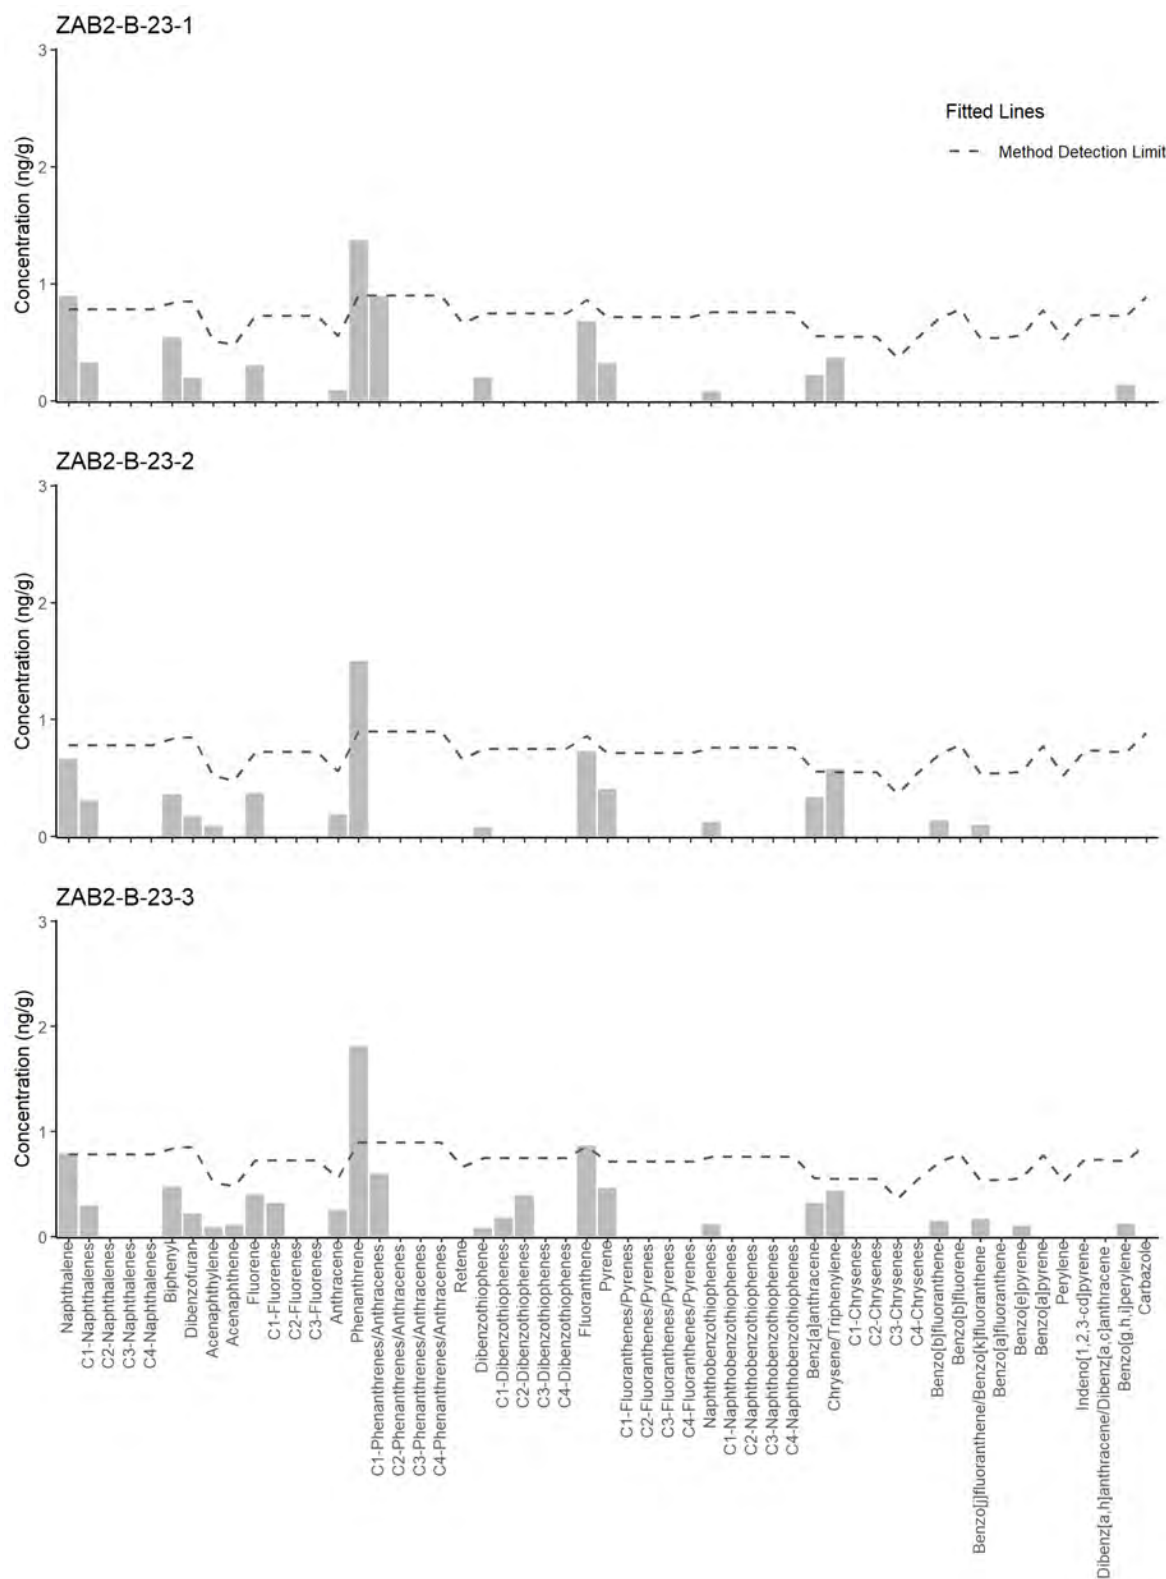 ZAB2-B-23-1
3
2
1
0
Concentration (ng/g)
Fitted Lines
Method Detection Limit
ZAB2-B-23-2
3
2
1
0
Concentration (ng/g)
ZAB2-B-23-3
3
2
1
0
Concentration (ng/g)
Naphthalene
C1-Naphthalenes
C2-Naphthalenes
C3-Naphthalenes
C4-Naphthalenes
Biphenyl
Dibenzofuran
Acenaphthylene
Acenaphthene
Fluorene
C1-Fluorenes
C2-Fluorenes
C3-Fluorenes
Anthracene
Phenanthrene
C1-Phenanthrenes/Anthracenes
C2-Phenanthrenes/Anthracenes
C3-Phenanthrenes/Anthracenes
C4-Phenanthrenes/Anthracenes
Retene
Dibenzothiophene
C1-Dibenzothiophenes
C2-Dibenzothiophenes
C3-Dibenzothiophenes
C4-Dibenzothiophenes
Fluoranthene
Pyrene
C1-Fluoranthenes/Pyrenes
C2-Fluoranthenes/Pyrenes
C3-Fluoranthenes/Pyrenes
C4-Fluoranthenes/Pyrenes
Naphthobenzothiophenes
C1-Naphthobenzothiophenes
C2-Naphthobenzothiophenes
C3-Naphthobenzothiophenes
C4-Naphthobenzothiophenes
Benz[a]anthracene
Chrysene/Triphenylene
C1-Chrysenes
C2-Chrysenes
C3-Chrysenes
C4-Chrysenes
Benzo[b]fluoranthene
Benzo[b]fluorene
Benzo[j]fluoranthene/Benzo[k]fluoranthene
Benzo[a]fluoranthene
Benzo[e]pyrene
Benzo[a]pyrene
Perylene
Indeno[1,2,3-cd]pyrene
Dibenz[a,h]anthracene/Dibenz[a,c]anthracene
Benzo[g,h,i]perylene
Carbazole